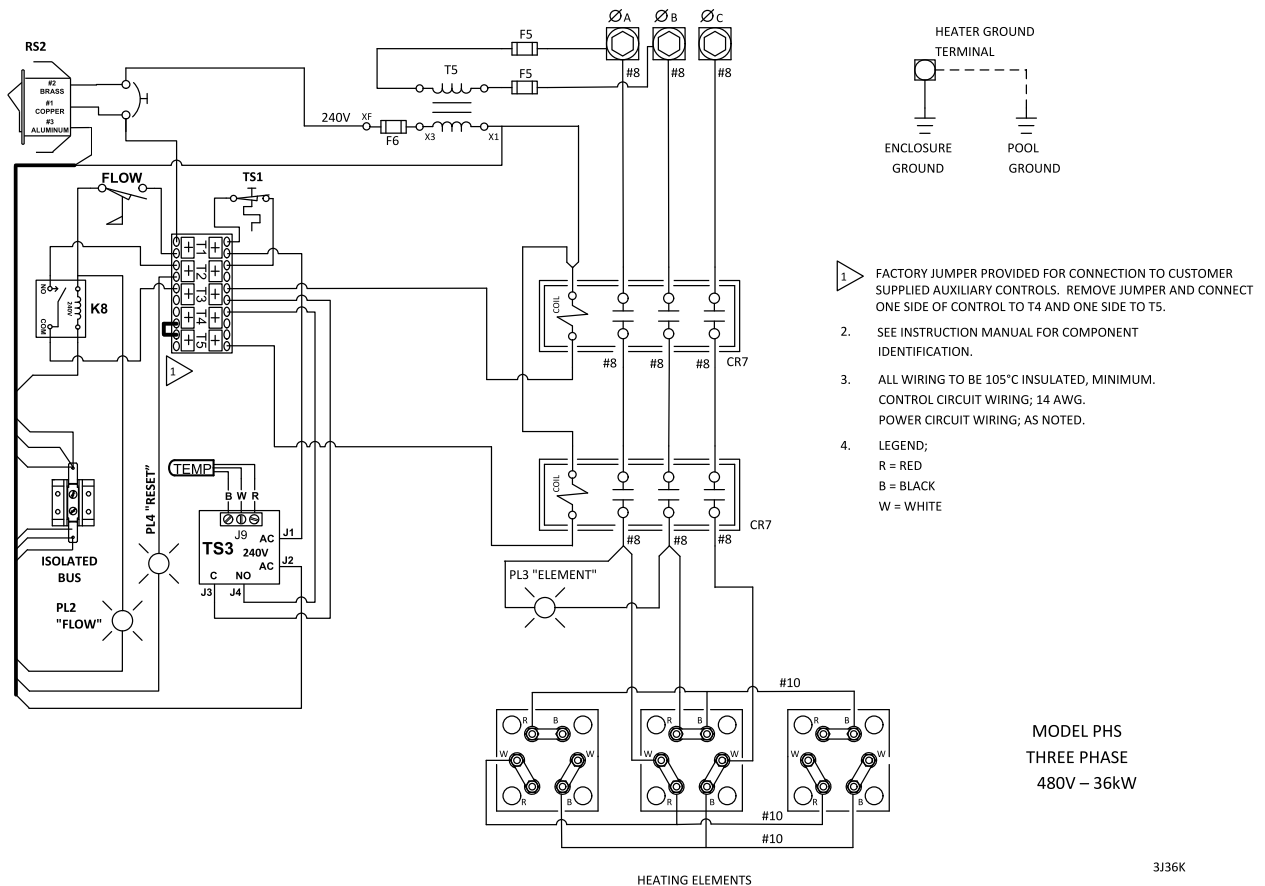 ØA
ØB
ØC
F5
T5
F5
#8
#8
#8
240V
XF
F6
X3
X1
RS2
#2
BRASS
#1
COPPER
#3
ALUMINUM
HEATER GROUND
TERMINAL
ENCLOSURE
GROUND
POOL
GROUND
FLOW
TS1
T1
T2
T3
T4
T5
1
NO
COM
240V
K8
COIL
#8
#8
#8
CR7
COIL
#8
#8
#8
CR7
1
FACTORY JUMPER PROVIDED FOR CONNECTION TO CUSTOMER
SUPPLIED AUXILIARY CONTROLS. REMOVE JUMPER AND CONNECT
ONE SIDE OF CONTROL TO T4 AND ONE SIDE TO T5.
2. SEE INSTRUCTION MANUAL FOR COMPONENT
IDENTIFICATION.
3. ALL WIRING TO BE 105°C INSULATED, MINIMUM.
CONTROL CIRCUIT WIRING; 14 AWG.
POWER CIRCUIT WIRING; AS NOTED.
4. LEGEND;
R = RED
B = BLACK
W = WHITE
ISOLATED
BUS
PL4 "RESET"
PL2
"FLOW"
TEMP
B W R
J9
TS3
240V
AC
AC
J1
J2
C
NO
J3
J4
PL3 "ELEMENT"
#10
R
B
W
W
R
B
R
B
W
W
R
B
R
B
W
W
R
B
#10
#10
HEATING ELEMENTS
MODEL PHS
THREE PHASE
480V – 36kW
3J36K